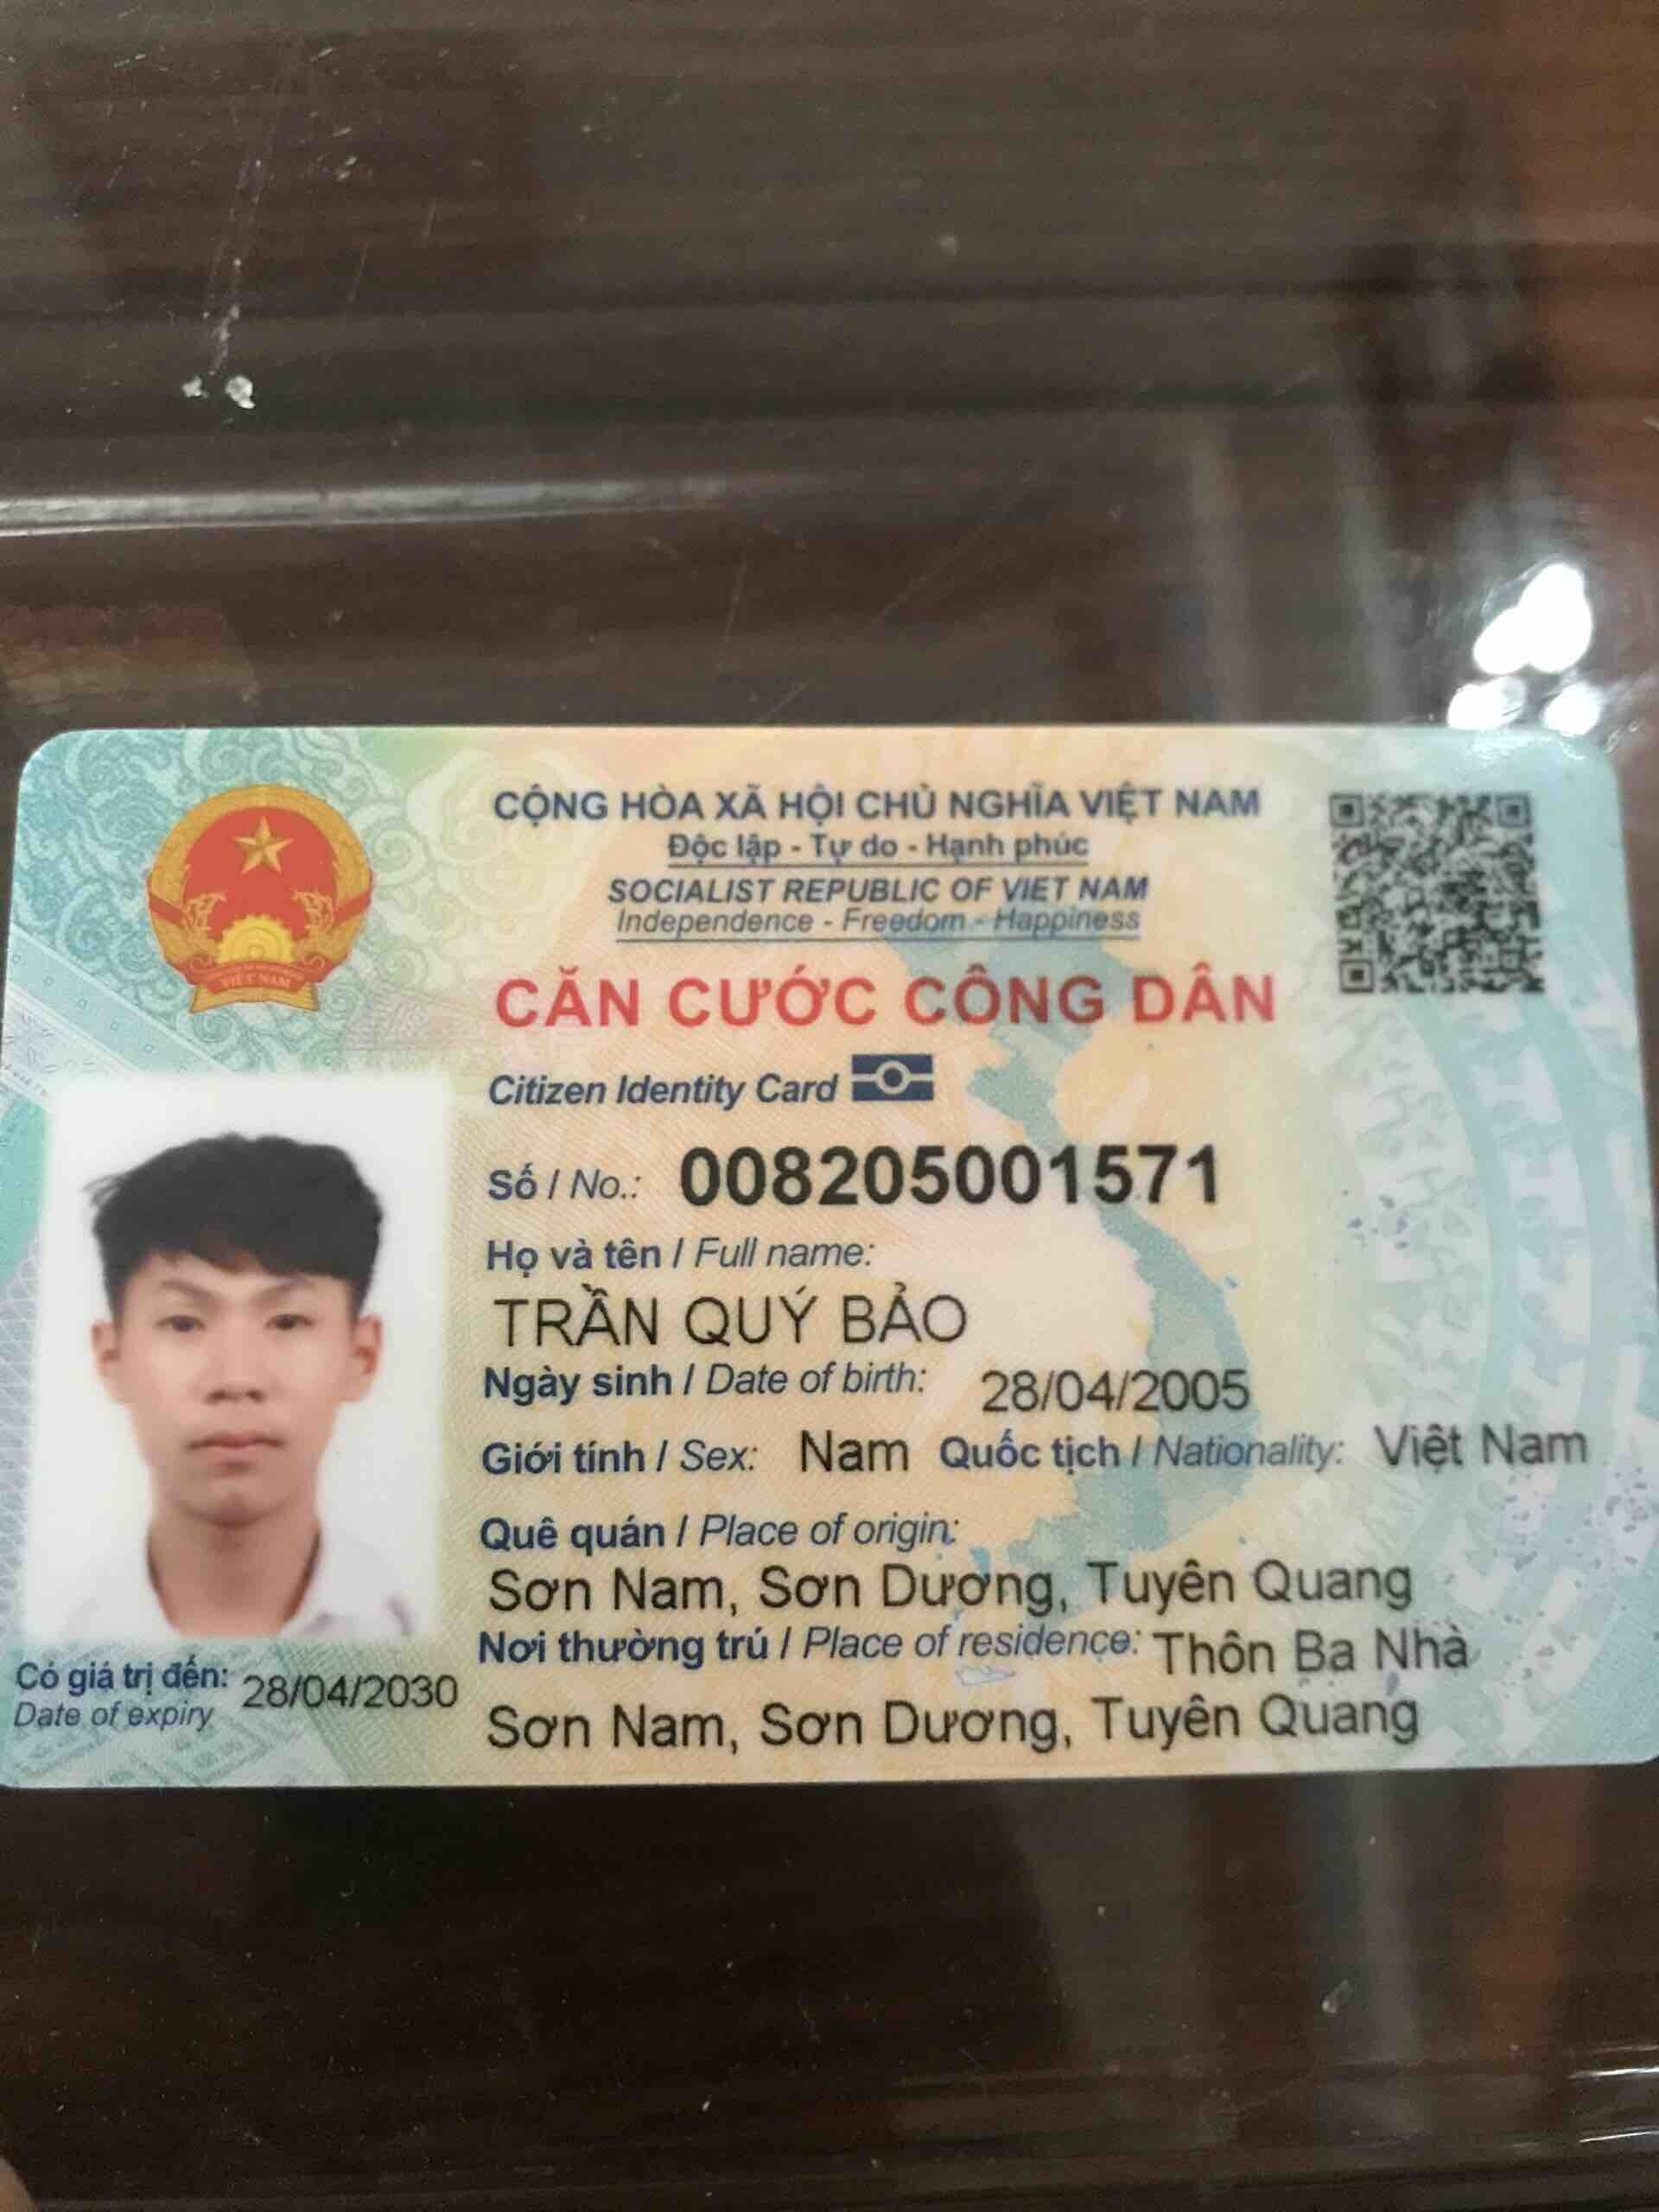 CỘNG HÒA XÃ HỘI CHỦ NGHĨA VIỆT NAM
Độc lập - Tự do - Hạnh phúc
SOCIALIST REPUBLIC OF VIET NAM
Independence - Freedom - Happiness
CĂN CƯỚC CÔNG DÂN
Citizen Identity Card
Số / No.: 008205001571
Họ và tên / Full name:
TRẦN QUÝ BẢO
Ngày sinh / Date of birth: 28/04/2005
Giới tính / Sex: Nam Quốc tịch / Nationality: Việt Nam
Quê quán / Place of origin:
Sơn Nam, Sơn Dương, Tuyên Quang
Nơi thường trú / Place of residence: Thôn Ba Nhà
Sơn Nam, Sơn Dương, Tuyên Quang
Có giá trị đến: 28/04/2030
Date of expiry
VIỆT NAM